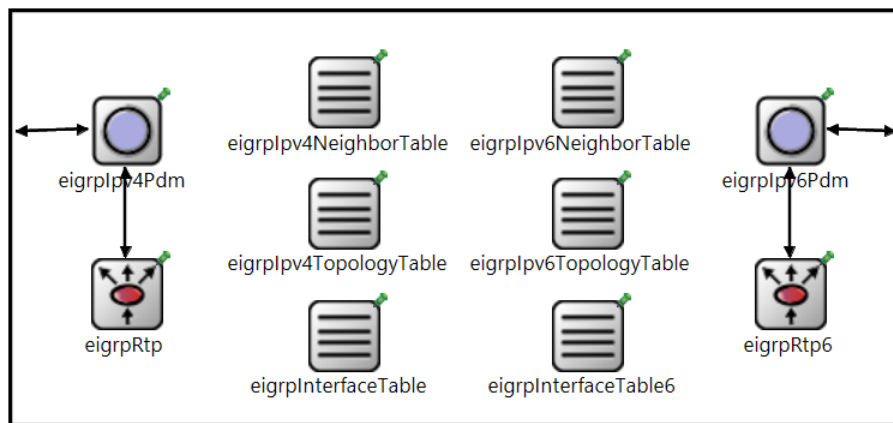 eigrpIpv4NeighborTable
eigrpIpv6NeighborTable
eigrpIpv4Pdm
eigrpIpv6Pdm
eigrpIpv4TopologyTable
eigrpIpv6TopologyTable
eigrpRtp
eigrpRtp6
eigrpInterfaceTable
eigrpInterfaceTable6